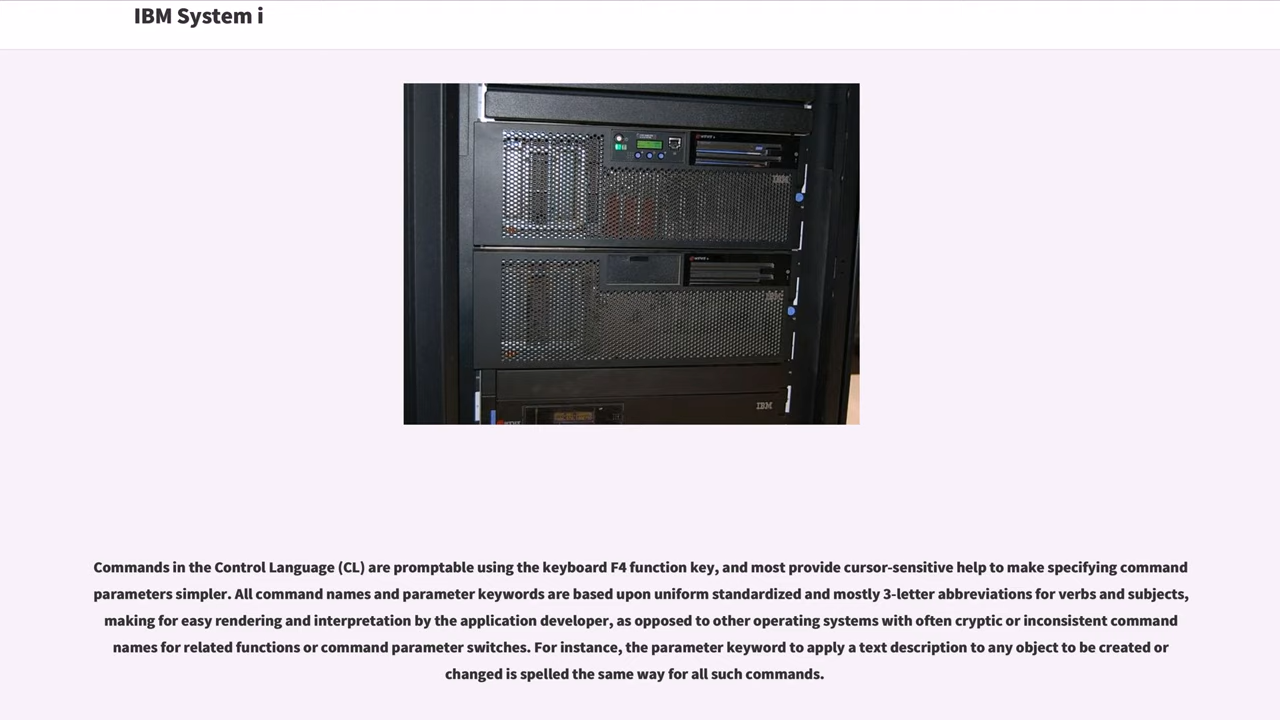 IBM System i
IBM
IBM
IBM
Commands in the Control Language (CL) are promptable using the keyboard F4 function key, and most provide cursor-sensitive help to make specifying command
parameters simpler. All command names and parameter keywords are based upon uniform standardized and mostly 3-letter abbreviations for verbs and subjects,
making for easy rendering and interpretation by the application developer, as opposed to other operating systems with often cryptic or inconsistent command
names for related functions or command parameter switches. For instance, the parameter keyword to apply a text description to any object to be created or
changed is spelled the same way for all such commands.